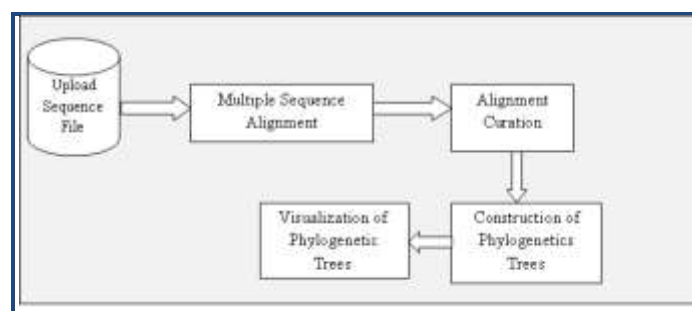 Upload
Sequence
File
Multiple Sequence
Alignment
Alignment
Curation
Construction of
Phylogenetics
Trees
Visualization of
Phylogenetic
Trees